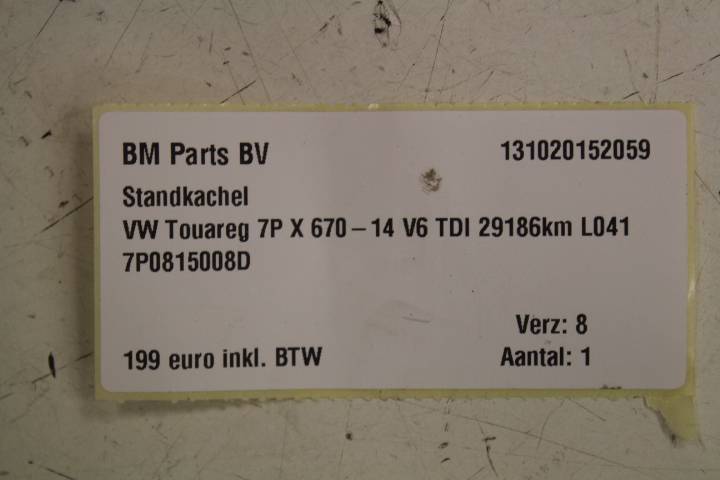 BM Parts BV 131020152059
Standkachel
VW Touareg 7P X 670 – 14 V6 TDI 29186km L041
7P0815008D
Verz: 8
199 euro inkl. BTW Aantal: 1